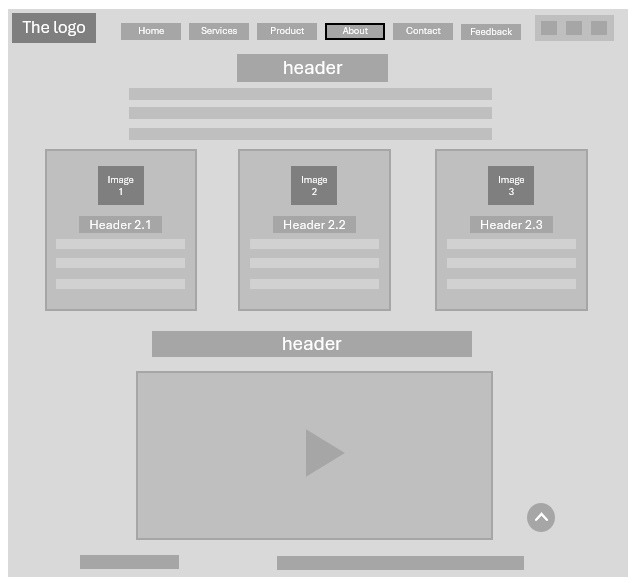 The logo
Home
Services
Product
About
Contact
Feedback
header
Image
1
Image
2
Image
3
Header 2.1
Header 2.2
Header 2.3
header